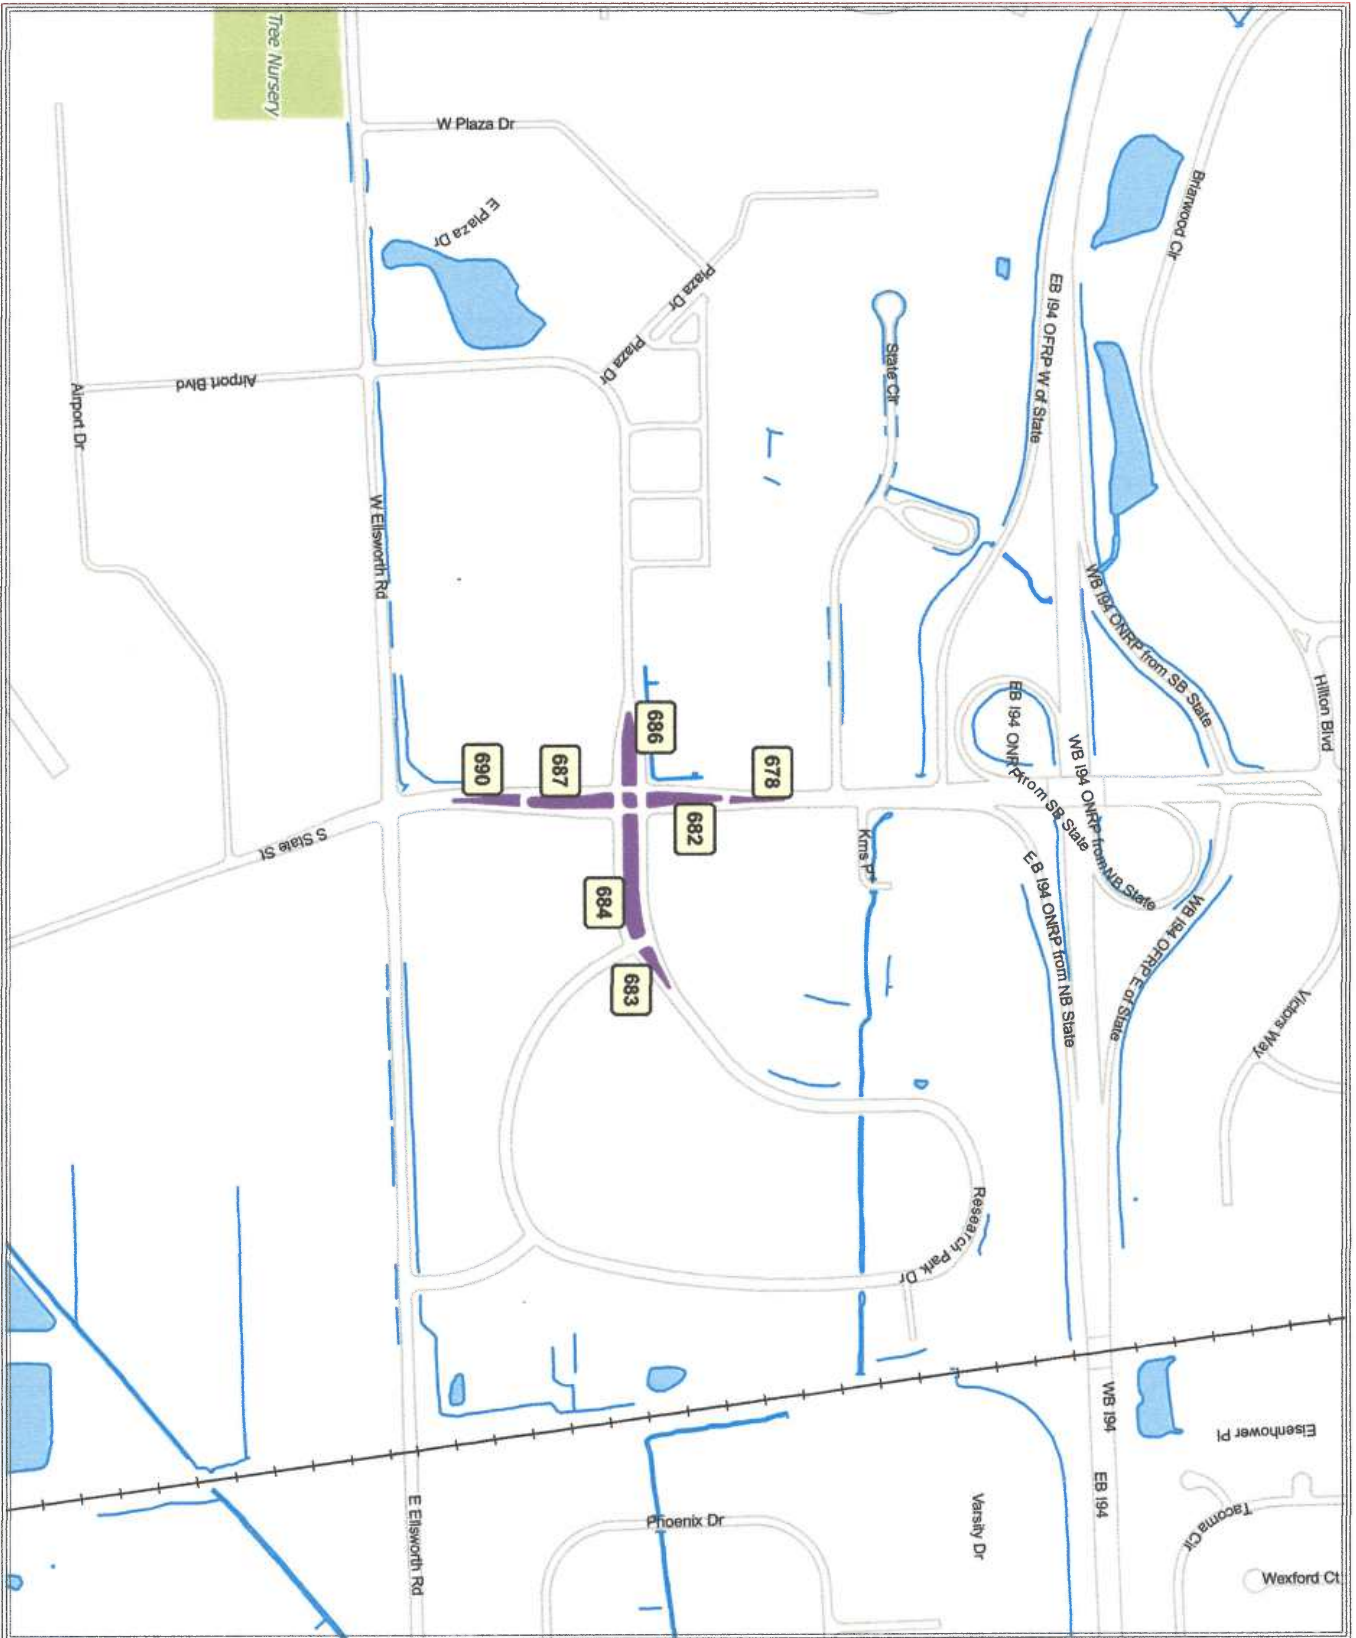 Tree Nursery
W Plaza Dr
E Plaza Dr
Plaza Dr
Plaza Dr
Airport Blvd
Airport Dr
W Ellsworth Rd
State Cir
Briarwood Cir
EB I94 OFRP W of State
WB I94 ONRP from SB State
Hilton Blvd
EB I94 ONRP from SB State
WB I94 ONRP from NB State
EB I94 ONRP from NB State
WB I94 OFRP E of State
Victors Way
686
678
690
687
682
684
683
Kms Pl
S State St
Research Park Dr
WB I94
EB I94
Eisenhower Pl
Tacoma Cir
Wexford Ct
Varsity Dr
Phoenix Dr
E Ellsworth Rd